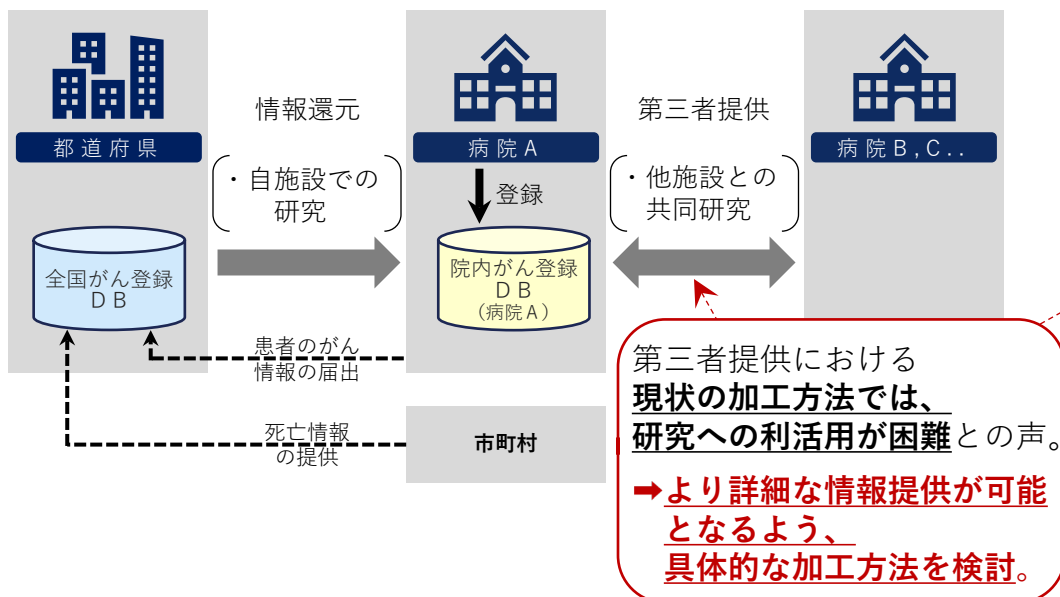 都道府県
情報還元
・自施設での
研究
全国がん登録
DB
病院A
登録
院内がん登録
DB
(病院A)
第三者提供
・他施設との
共同研究
病院B,C..
患者のがん
情報の届出
死亡情報
の提供
市町村
第三者提供における
現状の加工方法では、
研究への利活用が困難との声。
➡より詳細な情報提供が可能
となるよう、
具体的な加工方法を検討。